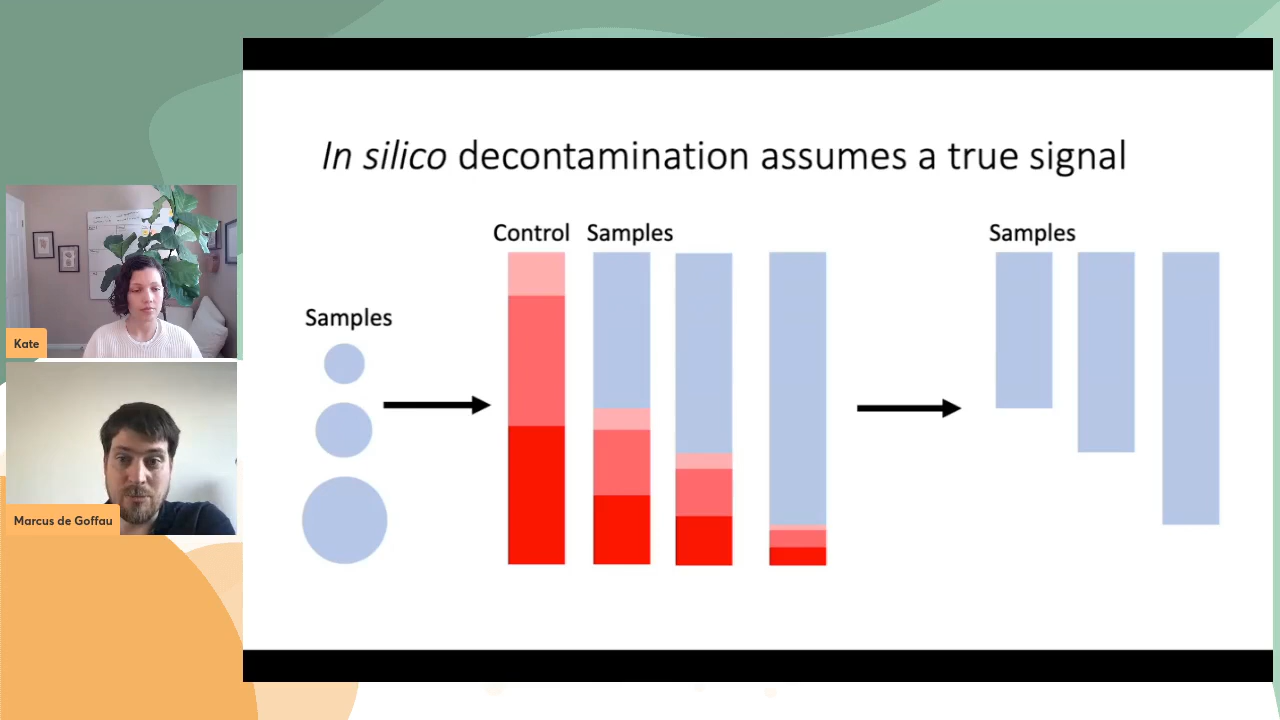 In silico decontamination assumes a true signal
Control
Samples
Samples
Samples
Kate
Marcus de Goffau